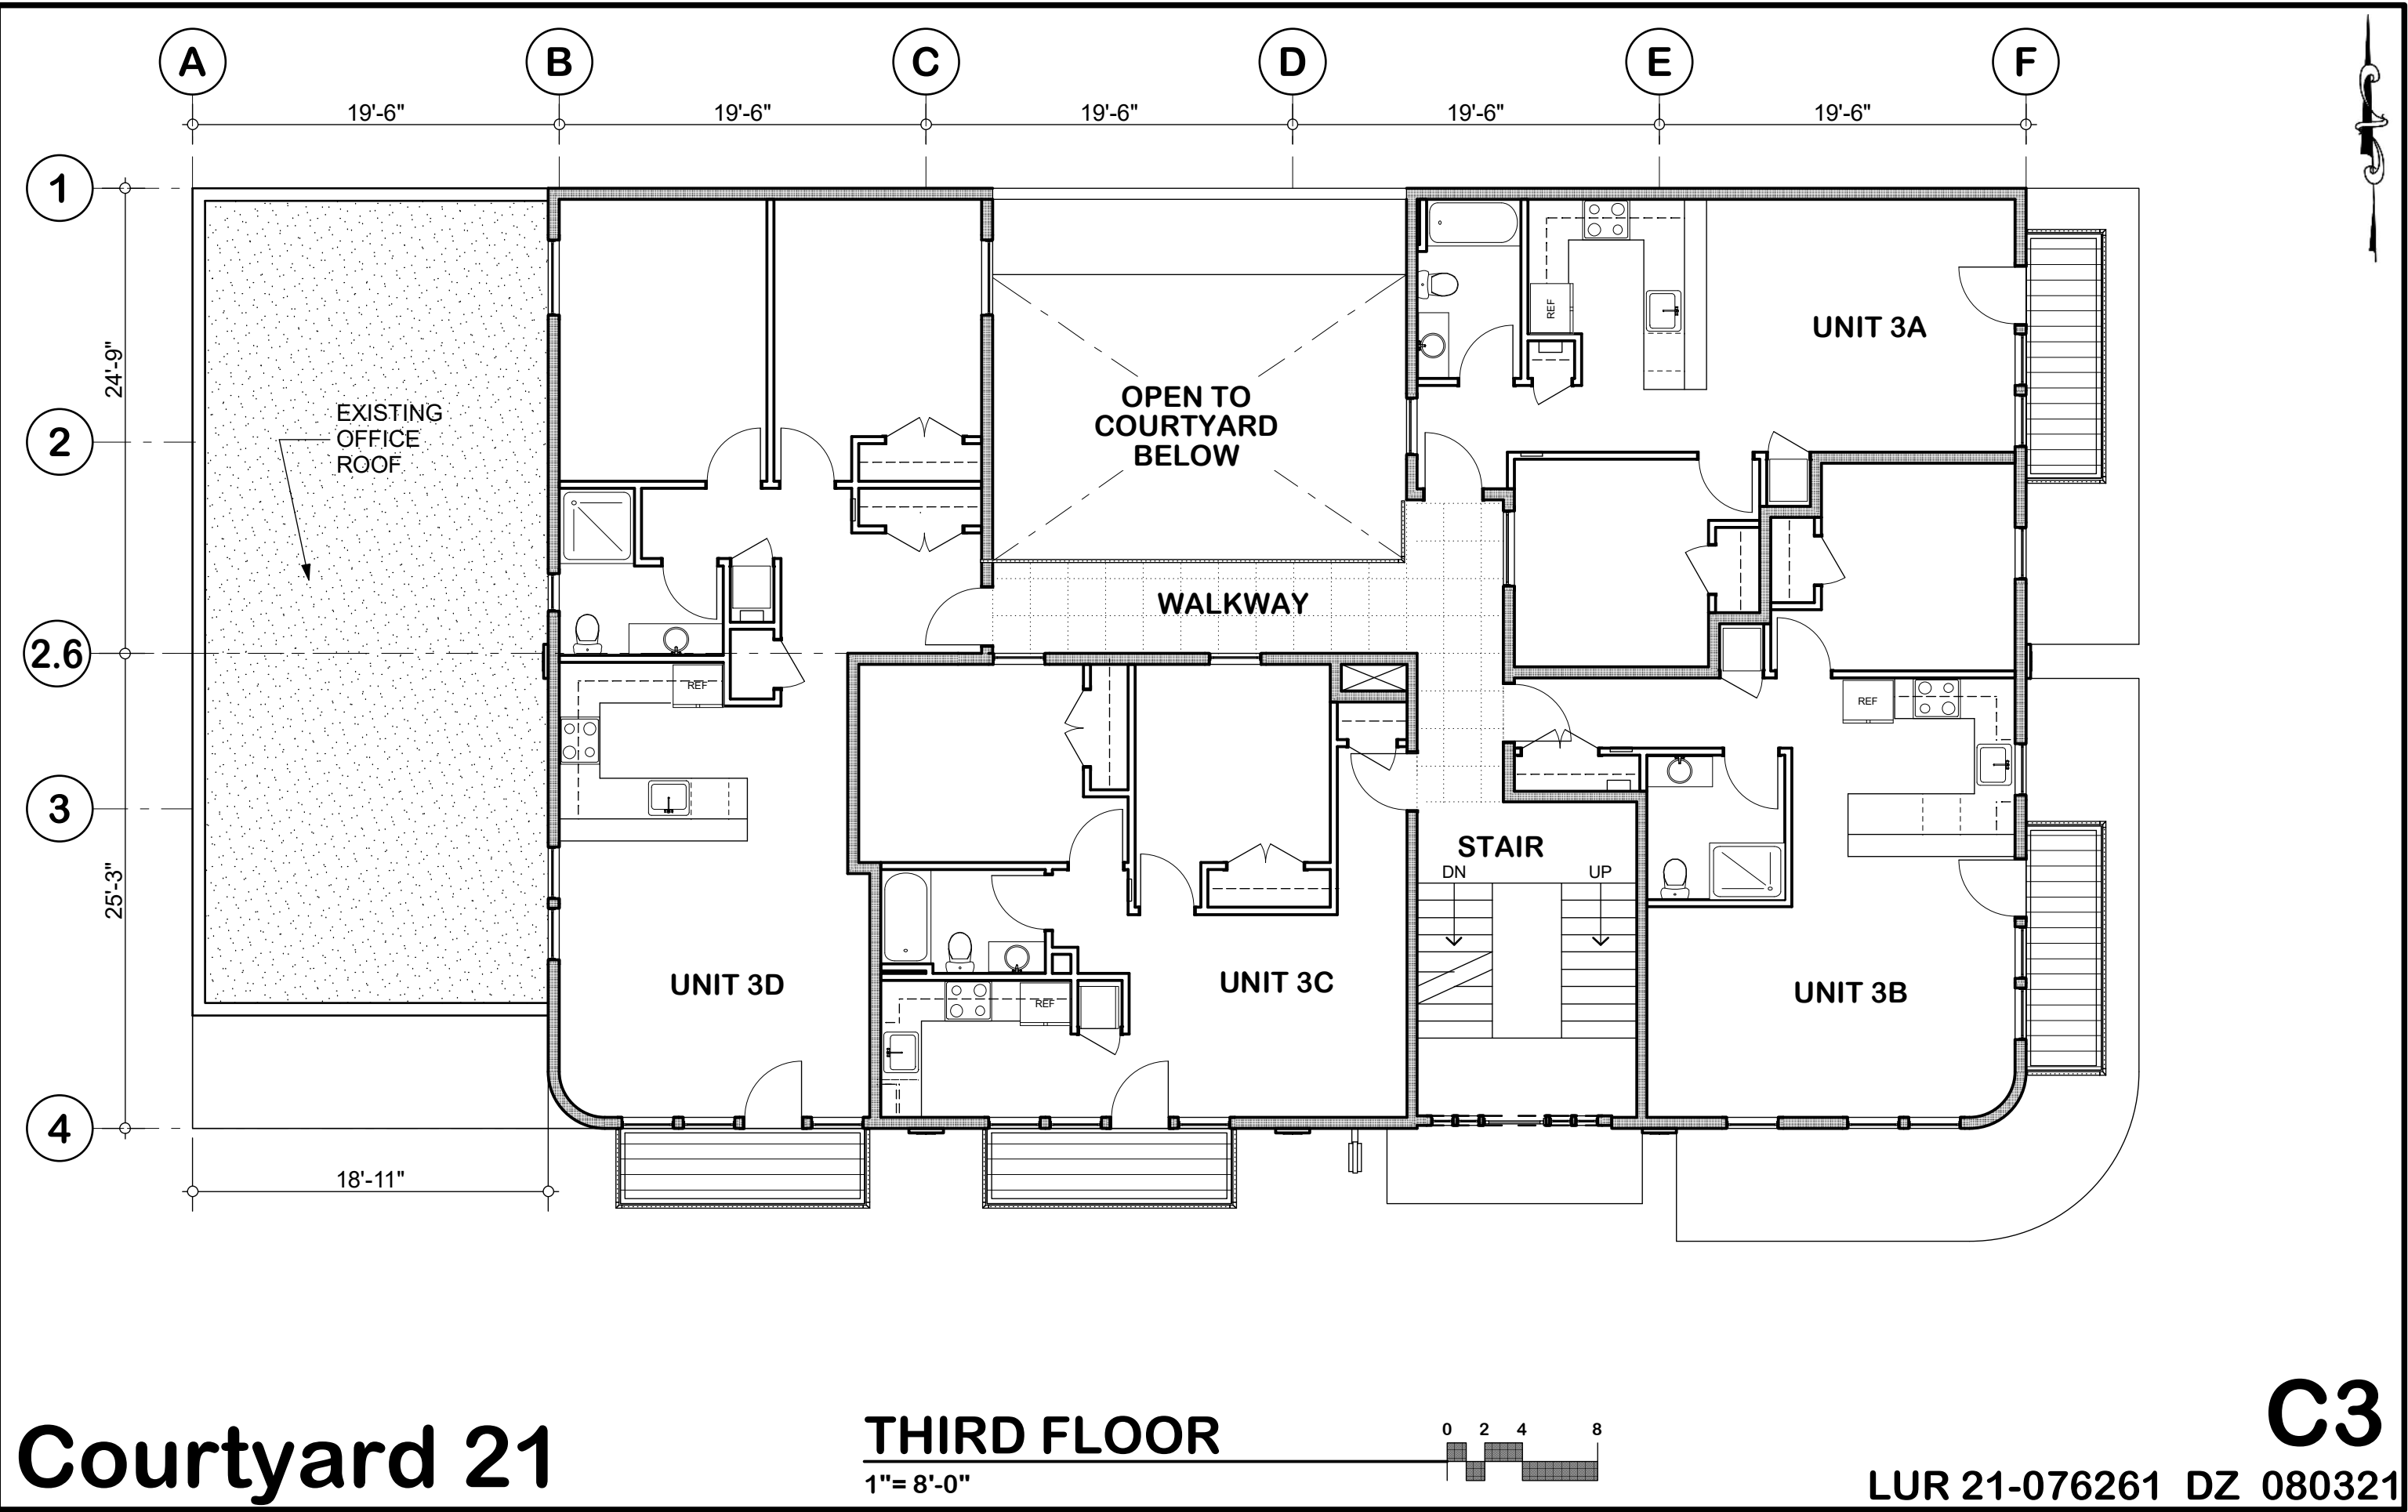 A
B
C
D
E
F
19'-6"
19'-6"
19'-6"
19'-6"
19'-6"
1
2
2.6
3
4
24'-9"
25'-3"
18'-11"
EXISTING
OFFICE
ROOF
OPEN TO
COURTYARD
BELOW
WALKWAY
REF
UNIT 3A
REF
REF
STAIR
DN
UP
UNIT 3D
UNIT 3C
REF
UNIT 3B
Courtyard 21
THIRD FLOOR
1"= 8'-0"
0 2 4 8
C3
LUR 21-076261 DZ 080321